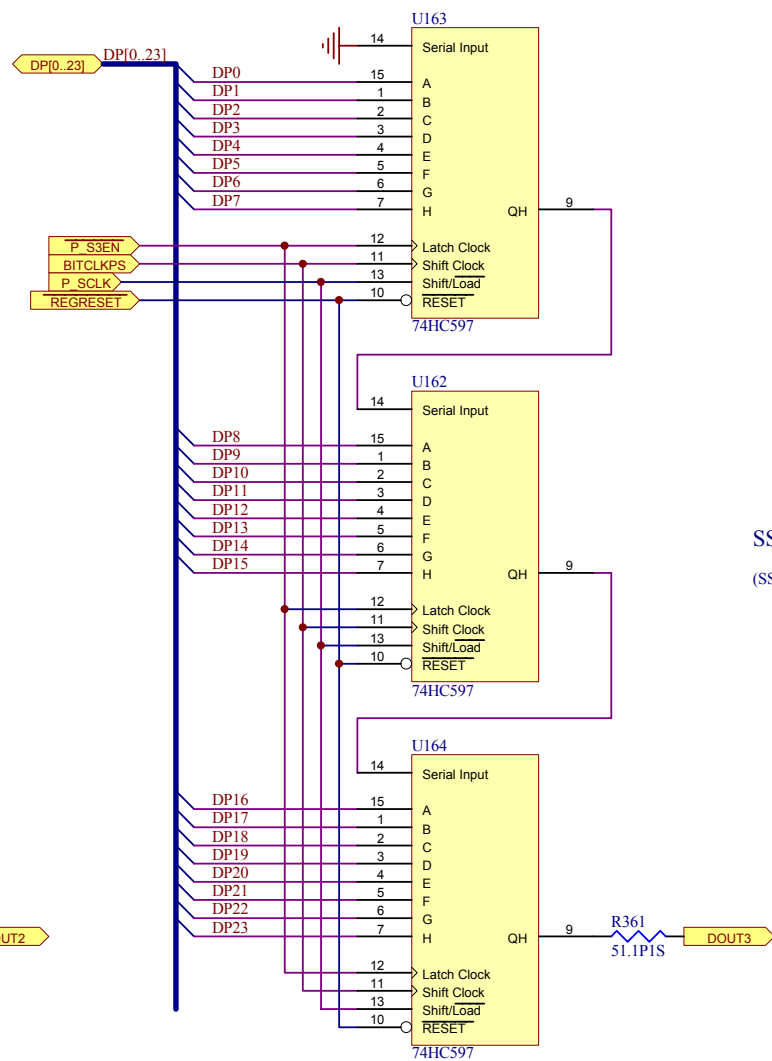 U163
14 Serial Input
DP[0..23] DP[0..23]
DP0 15 A
DP1 1 B
DP2 2 C
DP3 3 D
DP4 4 E
DP5 5 F
DP6 6 G
DP7 7 H QH 9
P_S3EN 12 Latch Clock
BITCLKPS 11 Shift Clock
P_SCLK 13 Shift/Load
REGRESET 10 RESET
74HC597
U162
14 Serial Input
DP8 15 A
DP9 1 B
DP10 2 C
DP11 3 D
DP12 4 E
DP13 5 F
DP14 6 G
DP15 7 H QH 9
12 Latch Clock
11 Shift Clock
13 Shift/Load
10 RESET
74HC597
U164
14 Serial Input
DP16 15 A
DP17 1 B
DP18 2 C
DP19 3 D
DP20 4 E
DP21 5 F
DP22 6 G
DP23 7 H QH 9
R361
51.1P1S
DOUT3
12 Latch Clock
11 Shift Clock
13 Shift/Load
10 RESET
74HC597